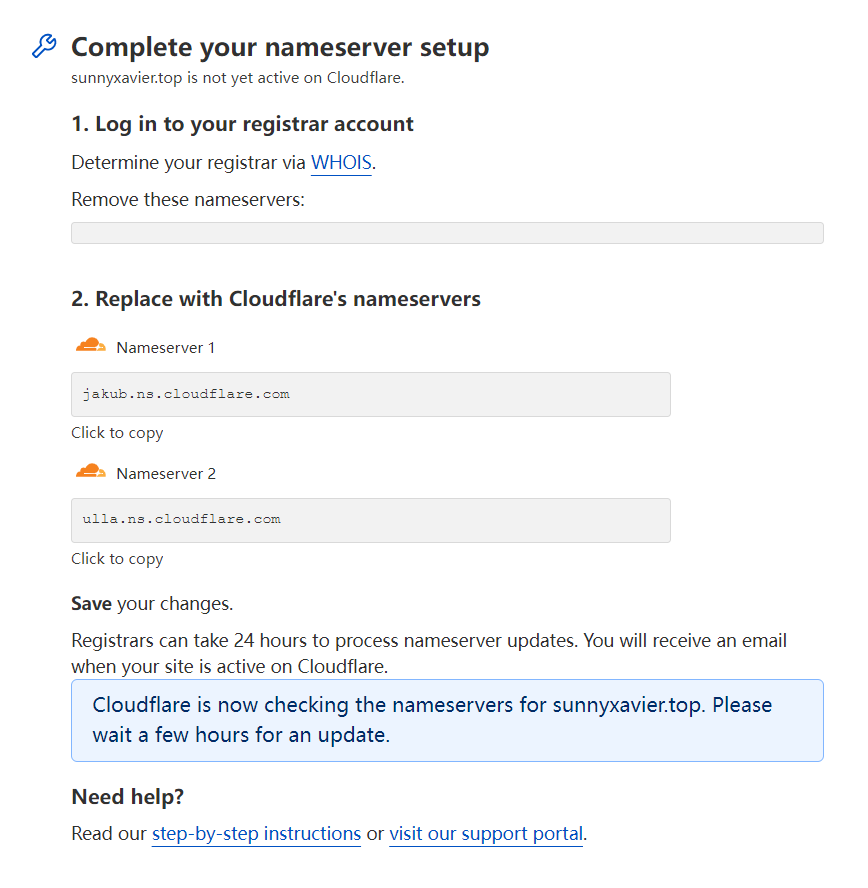 Complete your nameserver setup
sunnyxavier.top is not yet active on Cloudflare.
1. Log in to your registrar account
Determine your registrar via WHOIS.
Remove these nameservers:
2. Replace with Cloudflare's nameservers
Nameserver 1
jakub.ns.cloudflare.com
Click to copy
Nameserver 2
ulla.ns.cloudflare.com
Click to copy
Save your changes.
Registrars can take 24 hours to process nameserver updates. You will receive an email
when your site is active on Cloudflare.
Cloudflare is now checking the nameservers for sunnyxavier.top. Please
wait a few hours for an update.
Need help?
Read our step-by-step instructions or visit our support portal.